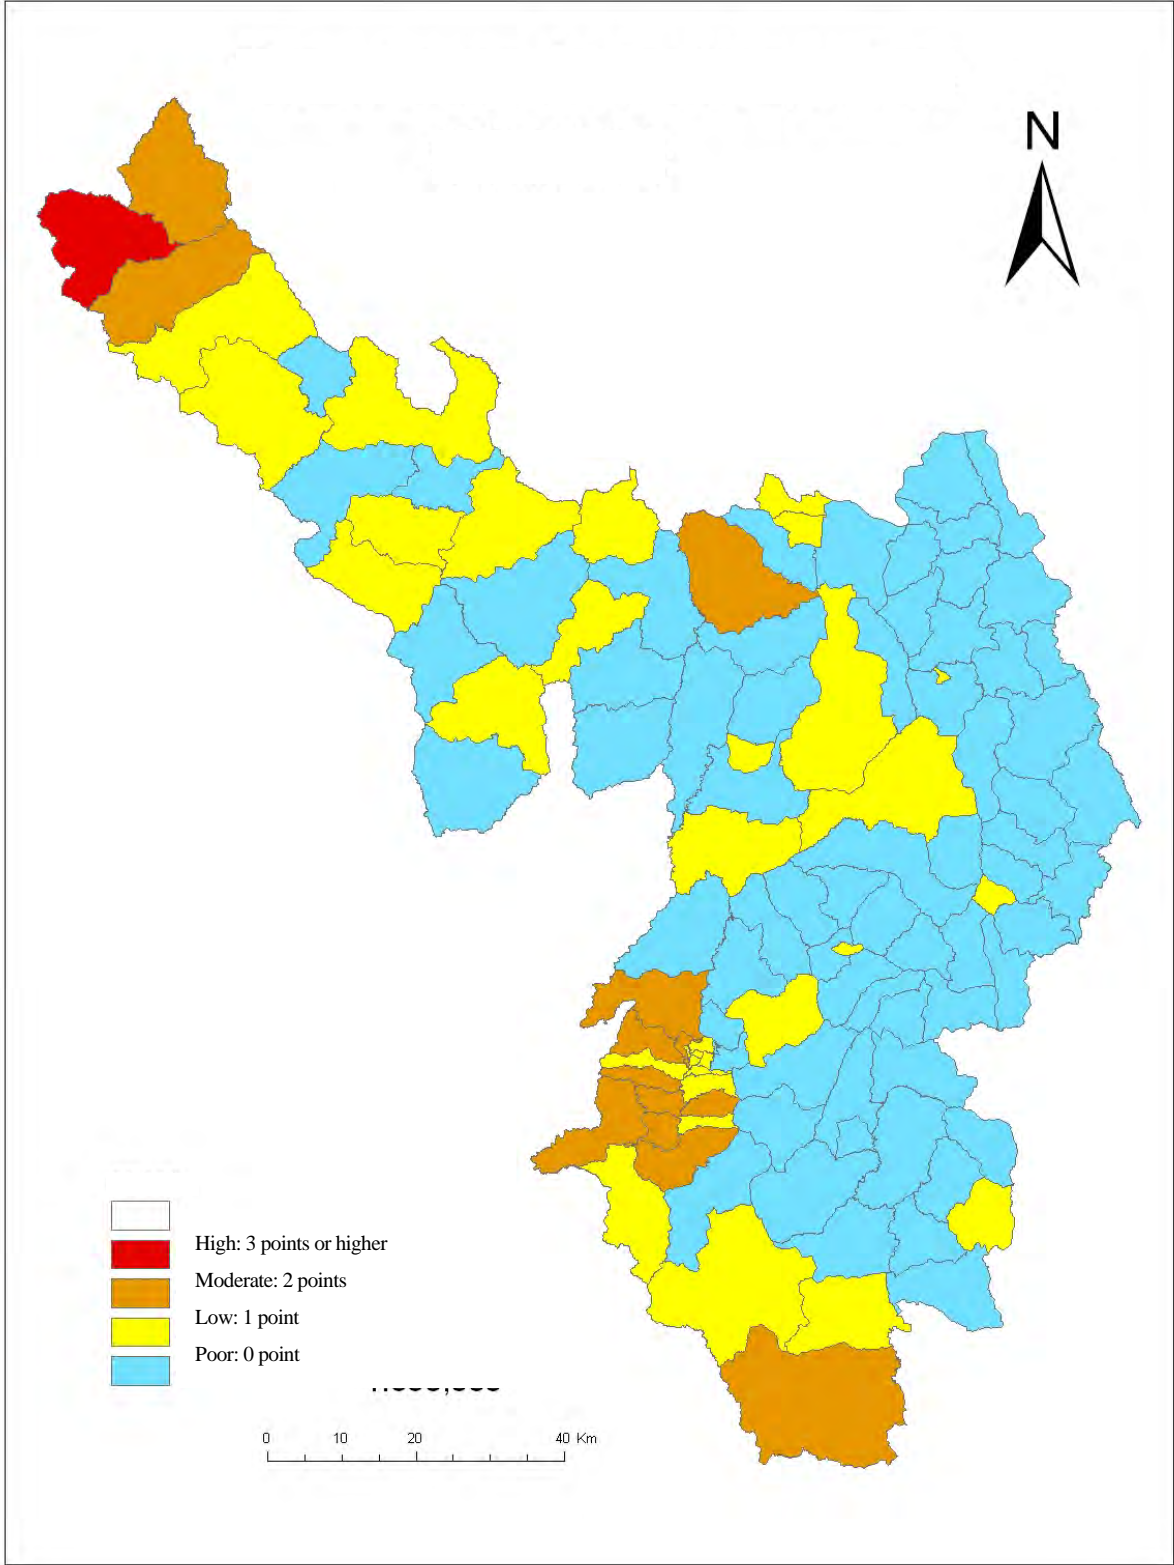 N
High: 3 points or higher
Moderate: 2 points
Low: 1 point
Poor: 0 point
0 10 20 40 Km